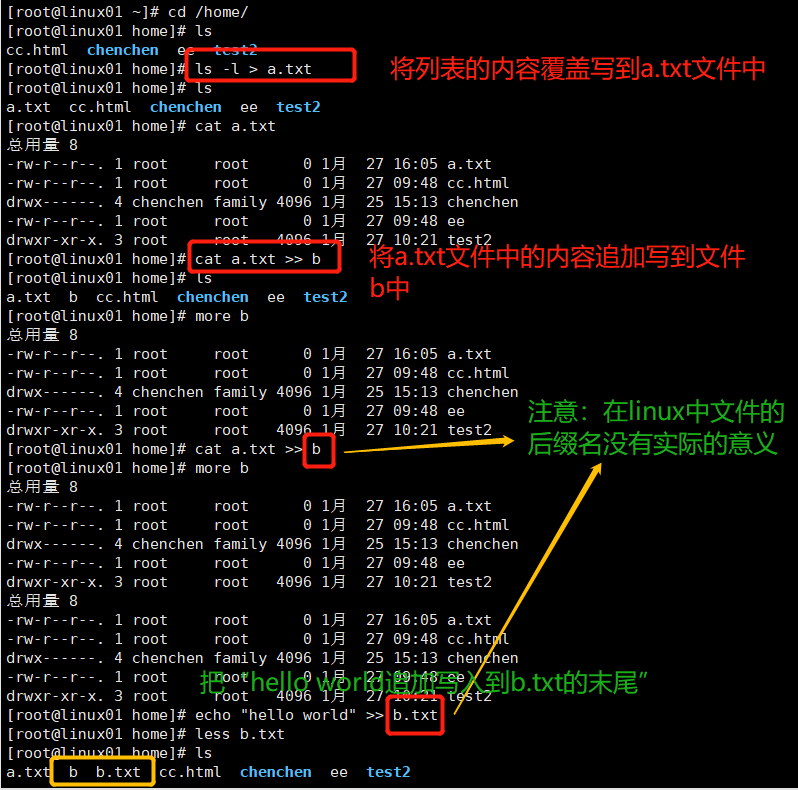 [root@linux01 ~]# cd /home/
[root@linux01 home]# ls
cc.html chenchen ee test2
[root@linux01 home]# ls -l > a.txt 将列表的内容覆盖写到a.txt文件中
[root@linux01 home]# ls
a.txt cc.html chenchen ee test2
[root@linux01 home]# cat a.txt
总用量 8
-rw-r--r--. 1 root root 0 1月 27 16:05 a.txt
-rw-r--r--. 1 root root 0 1月 27 09:48 cc.html
drwx------. 4 chenchen family 4096 1月 25 15:13 chenchen
-rw-r--r--. 1 root root 0 1月 27 09:48 ee
drwxr-xr-x. 3 root root 4096 1月 27 10:21 test2
[root@linux01 home]# cat a.txt >> b 将a.txt文件中的内容追加写到文件
b中
[root@linux01 home]# ls
a.txt b cc.html chenchen ee test2
[root@linux01 home]# more b
总用量 8
-rw-r--r--. 1 root root 0 1月 27 16:05 a.txt
-rw-r--r--. 1 root root 0 1月 27 09:48 cc.html
drwx------. 4 chenchen family 4096 1月 25 15:13 chenchen
-rw-r--r--. 1 root root 0 1月 27 09:48 ee
drwxr-xr-x. 3 root root 4096 1月 27 10:21 test2
注意：在linux中文件的
后缀名没有实际的意义
[root@linux01 home]# cat a.txt >> b
[root@linux01 home]# more b
总用量 8
-rw-r--r--. 1 root root 0 1月 27 16:05 a.txt
-rw-r--r--. 1 root root 0 1月 27 09:48 cc.html
drwx------. 4 chenchen family 4096 1月 25 15:13 chenchen
-rw-r--r--. 1 root root 0 1月 27 09:48 ee
drwxr-xr-x. 3 root root 4096 1月 27 10:21 test2
总用量 8
-rw-r--r--. 1 root root 0 1月 27 16:05 a.txt
-rw-r--r--. 1 root root 0 1月 27 09:48 cc.html
drwx------. 4 chenchen family 4096 1月 25 15:13 chenchen
-rw-r--r--. 1 root root 0 1月 27 09:48 ee
把 “hello world追加写入到b.txt的末尾”
drwxr-xr-x. 3 root root 4096 1月 27 10:21 test2
[root@linux01 home]# echo "hello world" >> b.txt
[root@linux01 home]# less b.txt
[root@linux01 home]# ls
a.txt b b.txt cc.html chenchen ee test2